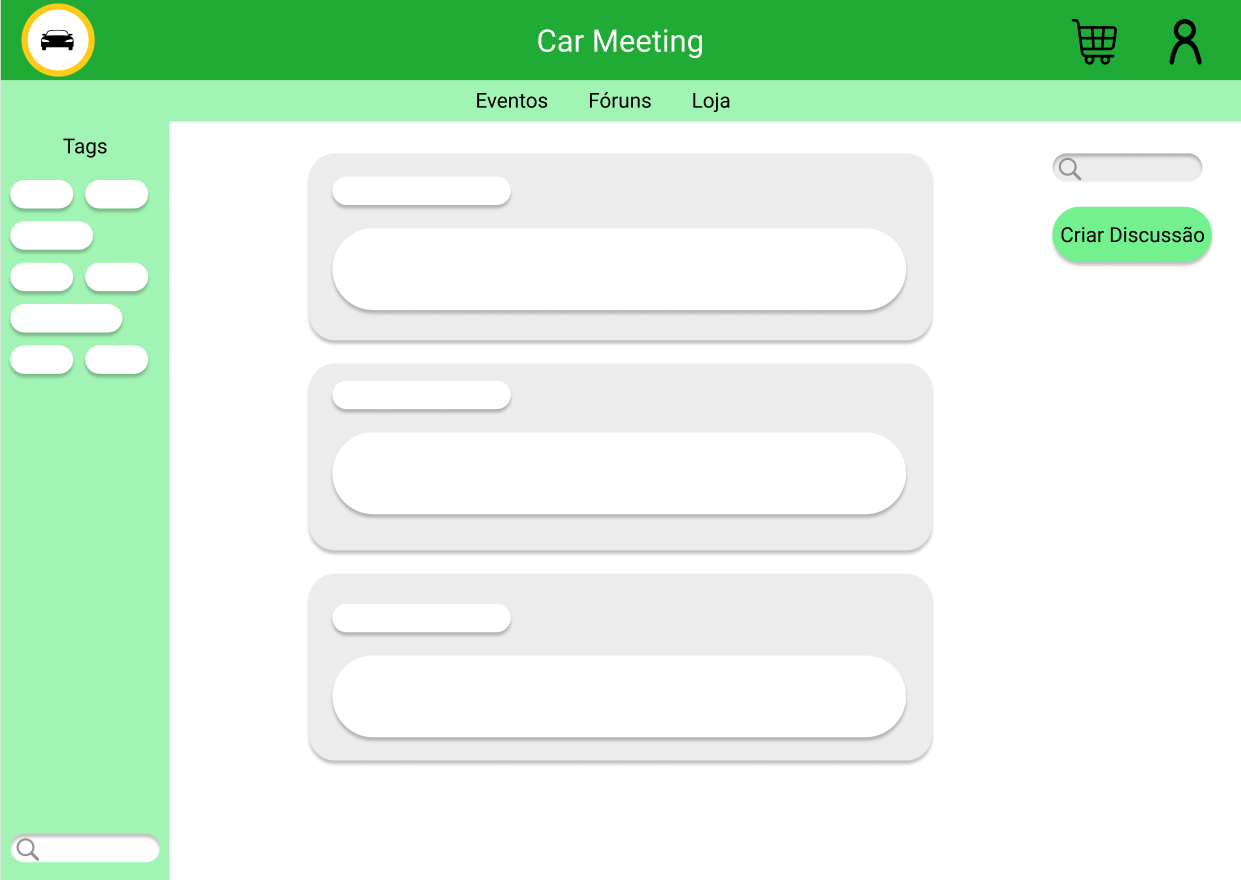 Car Meeting
Eventos Fóruns Loja
Tags
Criar Discussão